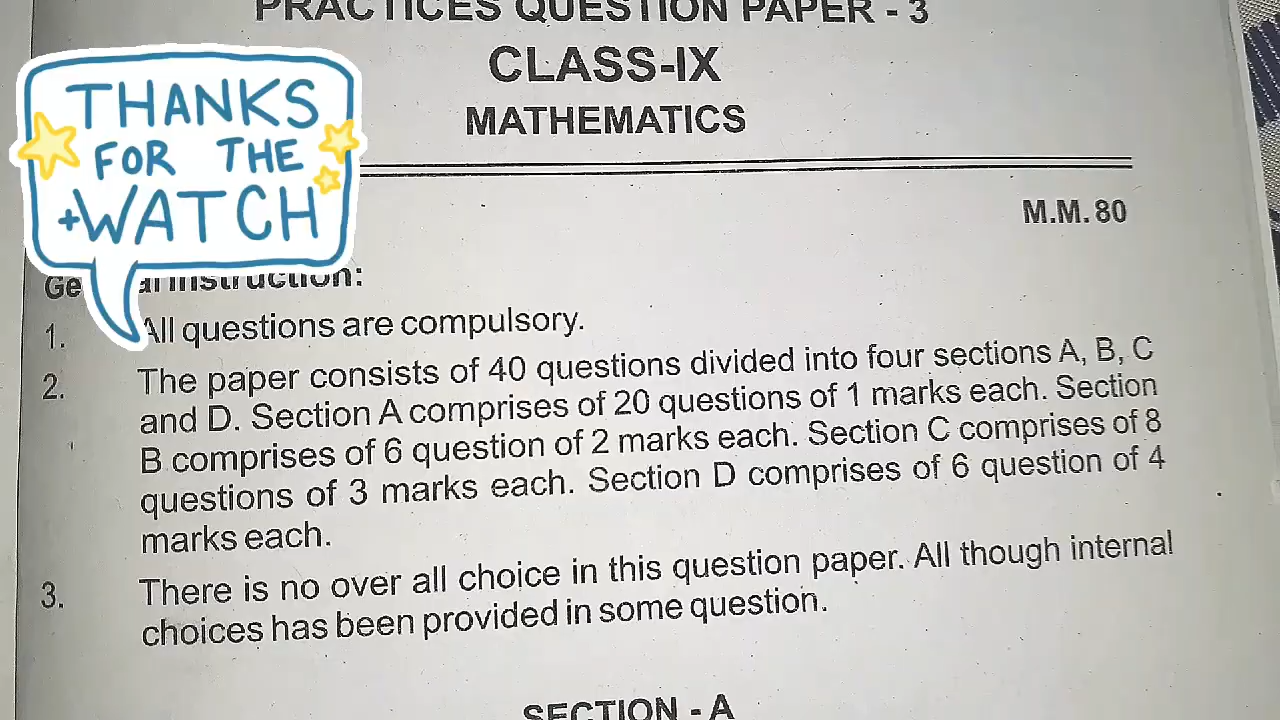 PRACTICES QUESTION PAPER - 3
CLASS-IX
MATHEMATICS
THANKS
FOR THE
+WATCH
M.M. 80
General Instruction:
1. All questions are compulsory.
2. The paper consists of 40 questions divided into four sections A, B, C
and D. Section A comprises of 20 questions of 1 marks each. Section
B comprises of 6 question of 2 marks each. Section C comprises of 8
questions of 3 marks each. Section D comprises of 6 question of 4
marks each.
3. There is no over all choice in this question paper. All though internal
choices has been provided in some question.
SECTION - A